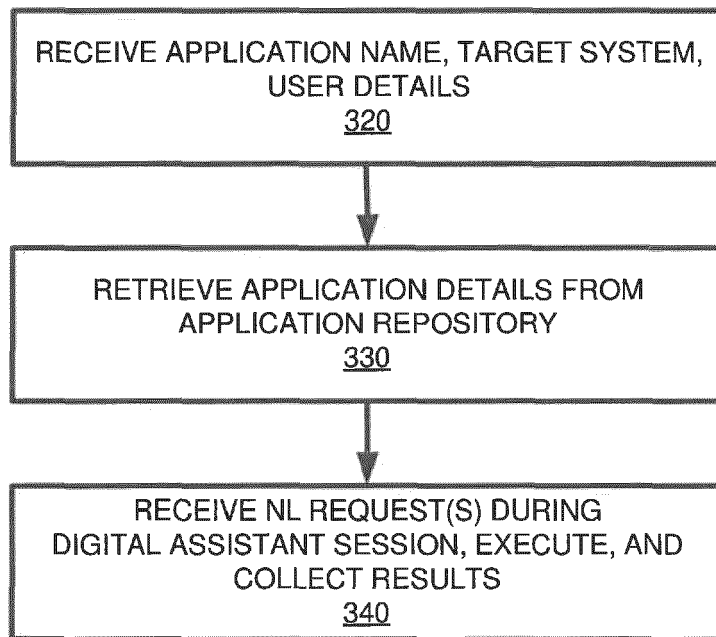 RECEIVE APPLICATION NAME, TARGET SYSTEM,
USER DETAILS
320
RETRIEVE APPLICATION DETAILS FROM
APPLICATION REPOSITORY
330
RECEIVE NL REQUEST(S) DURING
DIGITAL ASSISTANT SESSION, EXECUTE, AND
COLLECT RESULTS
340